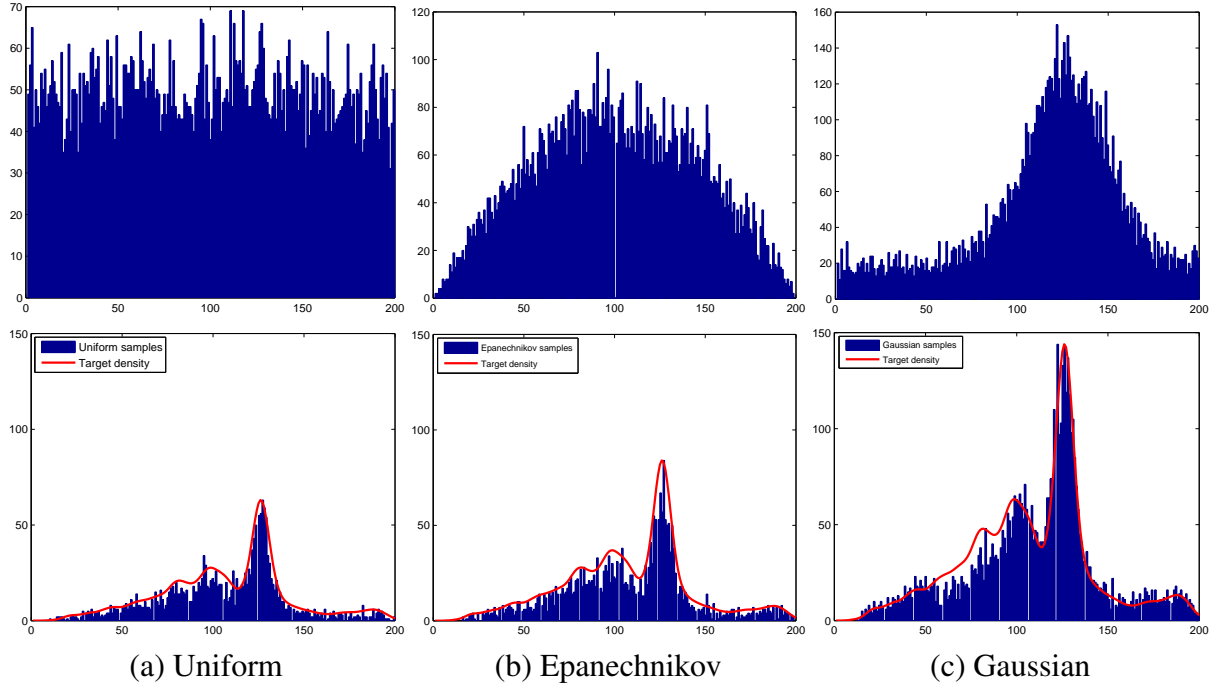 70
60
50
40
30
20
10
0
0 50 100 150 200
120
100
80
60
40
20
0
0 50 100 150 200
160
140
120
100
80
60
40
20
0
0 50 100 150 200
150
100
50
0
0 50 100 150 200
Uniform samples
Target density
150
100
50
0
0 50 100 150 200
Epanechnikov samples
Target density
150
100
50
0
0 50 100 150 200
Gaussian samples
Target density
(a) Uniform
(b) Epanechnikov
(c) Gaussian